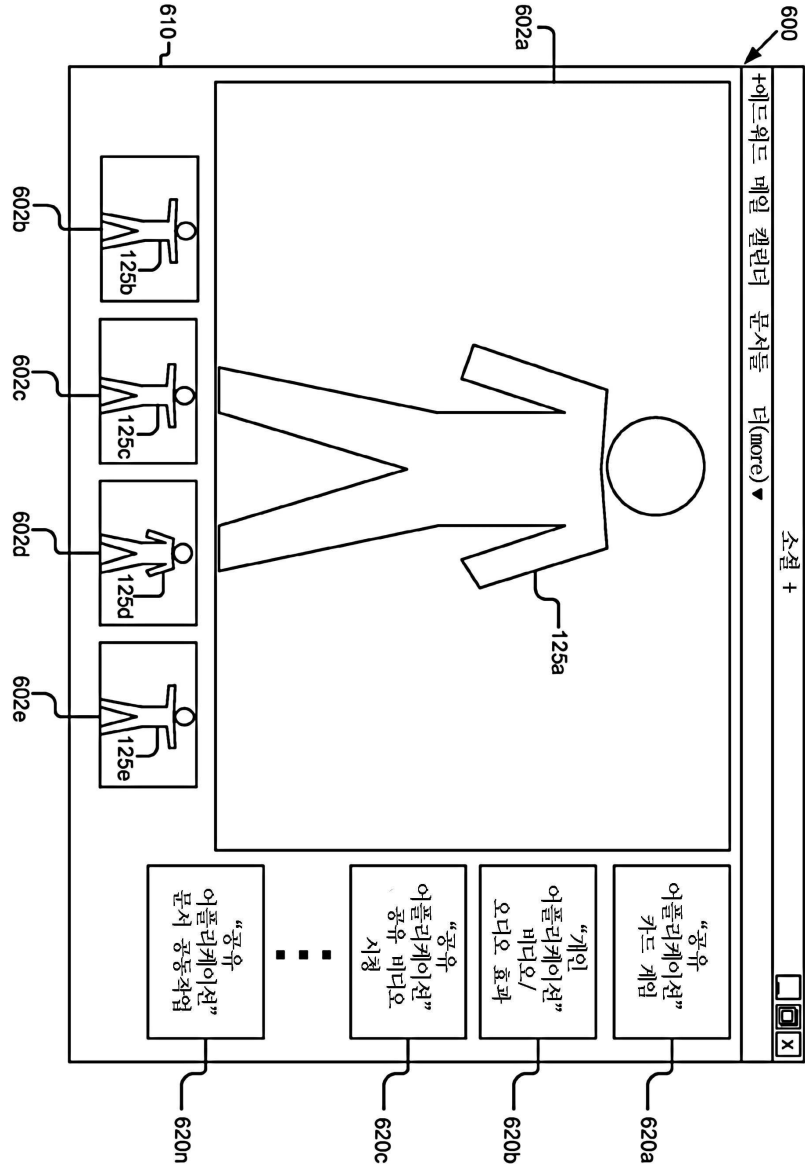 소셜 +
X
600
+에드워드 메일 캘린더 문서들 더(more) ▼
602a
125a
610
"공유
어플리케이션"
카드 게임
620a
"개인
어플리케이션"
비디오/
오디오 효과
620b
"공유
어플리케이션"
공유 비디오
시청
620c
"공유
어플리케이션"
문서 공동작업
620n
125b
125c
125d
125e
602b
602c
602d
602e